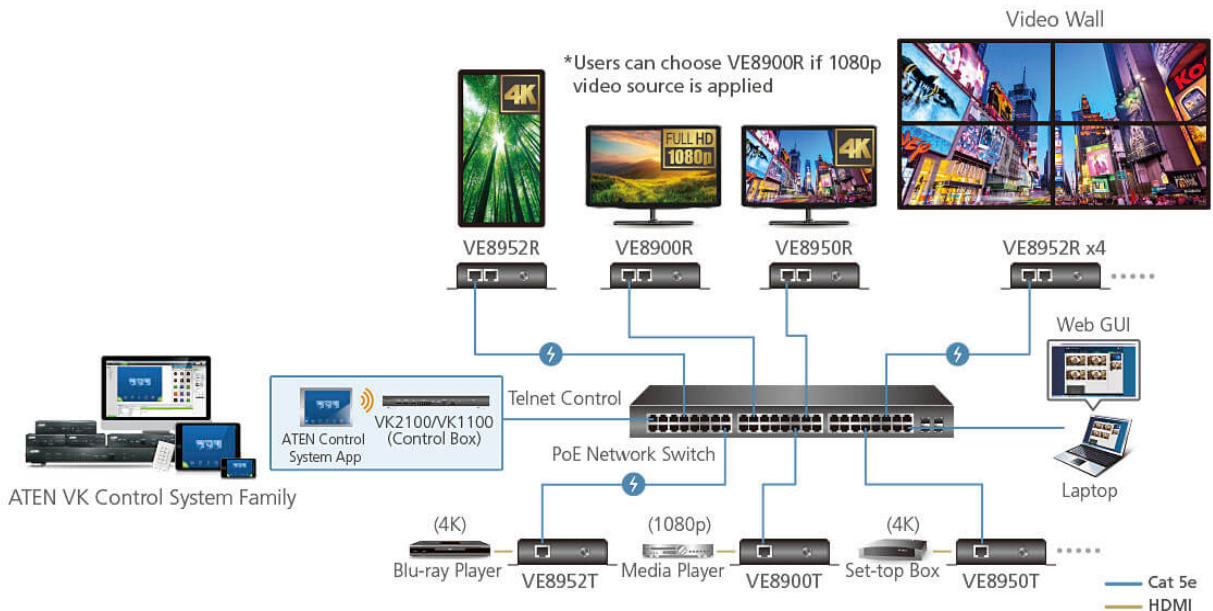 Video Wall
*Users can choose VE8900R if 1080p
video source is applied
4K
FULL HD
1080p
4K
VE8952R
VE8900R
VE8950R
VE8952R x4
Web GUI
Telnet Control
ATEN Control
System App
VK2100/VK1100
(Control Box)
PoE Network Switch
Laptop
ATEN VK Control System Family
(4K)
Blu-ray Player
VE8952T
(1080p)
Media Player
VE8900T
(4K)
Set-top Box
VE8950T
Cat 5e
HDMI